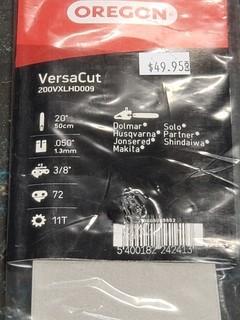 OREGON
$49.95
VersaCut
200VXLHD009
20"
50cm
.050"
1.3mm
3/8"
72
11T
Dolmar® Solo®
Husqvarna® Partner®
Jonsered® Shindaiwa®
Makita®
5 400182 242413